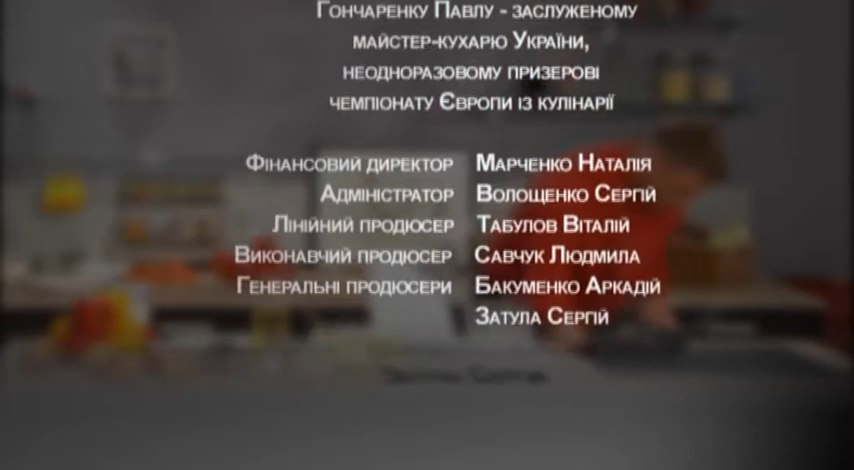 Гончаренку Павлу - заслуженому
майстер-кухарю України,
неодноразовому призерові
чемпіонату Європи із кулінарії
Фінансовий директор Марченко Наталія
Адміністратор Волощенко Сергій
Лінійний продюсер Табулов Віталій
Виконавчий продюсер Савчук Людмила
Генеральні продюсери Бакуменко Аркадій
Затула Сергій